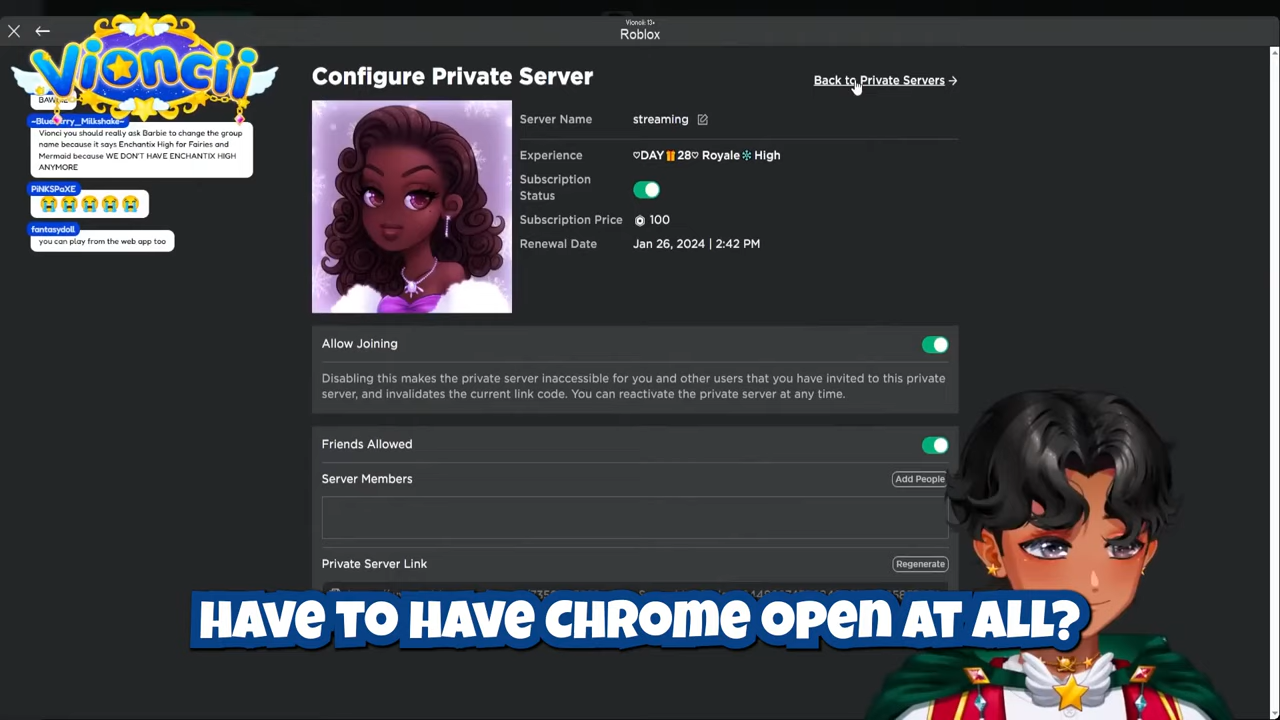 Vioncii: 13+
Roblox
Vioncii
Configure Private Server
Back to Private Servers →
Server Name
streaming
Experience
♡DAY🎁28♡ Royale❄️High
Subscription
Status
Subscription Price
100
Renewal Date
Jan 26, 2024 | 2:42 PM
Allow Joining
Disabling this makes the private server inaccessible for you and other users that you have invited to this private
server, and invalidates the current link code. You can reactivate the private server at any time.
Friends Allowed
Server Members
Add People
Private Server Link
Regenerate
Vionci you should really ask Barbie to change the group
name because it says Enchantix High for Fairies and
Mermaid because WE DON'T HAVE ENCHANTIX HIGH
ANYMORE
PiNKSPaXE
😭😭😭😭😭
fantasydoll
you can play from the web app too
HAVE TO HAVE CHROME OPEN AT ALL?